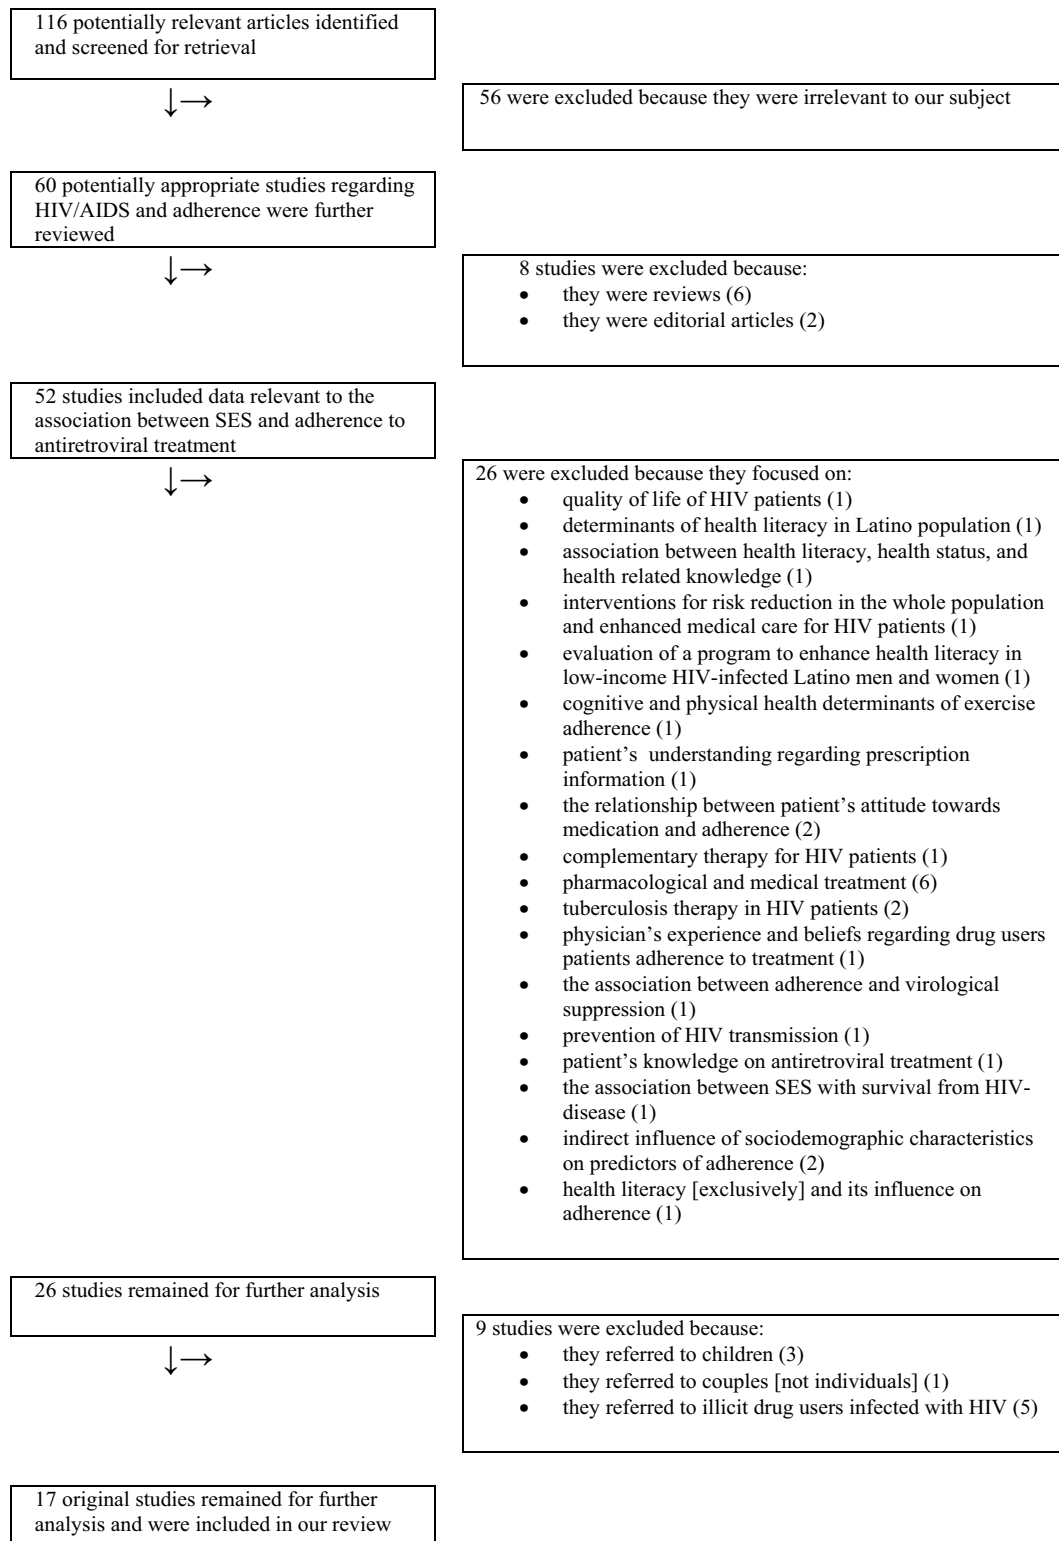 116 potentially relevant articles identified
and screened for retrieval
↓→
56 were excluded because they were irrelevant to our subject
60 potentially appropriate studies regarding
HIV/AIDS and adherence were further
reviewed
↓→
8 studies were excluded because:
• they were reviews (6)
• they were editorial articles (2)
52 studies included data relevant to the
association between SES and adherence to
antiretroviral treatment
↓→
26 were excluded because they focused on:
• quality of life of HIV patients (1)
• determinants of health literacy in Latino population (1)
• association between health literacy, health status, and
health related knowledge (1)
• interventions for risk reduction in the whole population
and enhanced medical care for HIV patients (1)
• evaluation of a program to enhance health literacy in
low-income HIV-infected Latino men and women (1)
• cognitive and physical health determinants of exercise
adherence (1)
• patient's understanding regarding prescription
information (1)
• the relationship between patient's attitude towards
medication and adherence (2)
• complementary therapy for HIV patients (1)
• pharmacological and medical treatment (6)
• tuberculosis therapy in HIV patients (2)
• physician's experience and beliefs regarding drug users
patients adherence to treatment (1)
• the association between adherence and virological
suppression (1)
• prevention of HIV transmission (1)
• patient's knowledge on antiretroviral treatment (1)
• the association between SES with survival from HIV-
disease (1)
• indirect influence of sociodemographic characteristics
on predictors of adherence (2)
• health literacy [exclusively] and its influence on
adherence (1)
26 studies remained for further analysis
↓→
9 studies were excluded because:
• they referred to children (3)
• they referred to couples [not individuals] (1)
• they referred to illicit drug users infected with HIV (5)
17 original studies remained for further
analysis and were included in our review